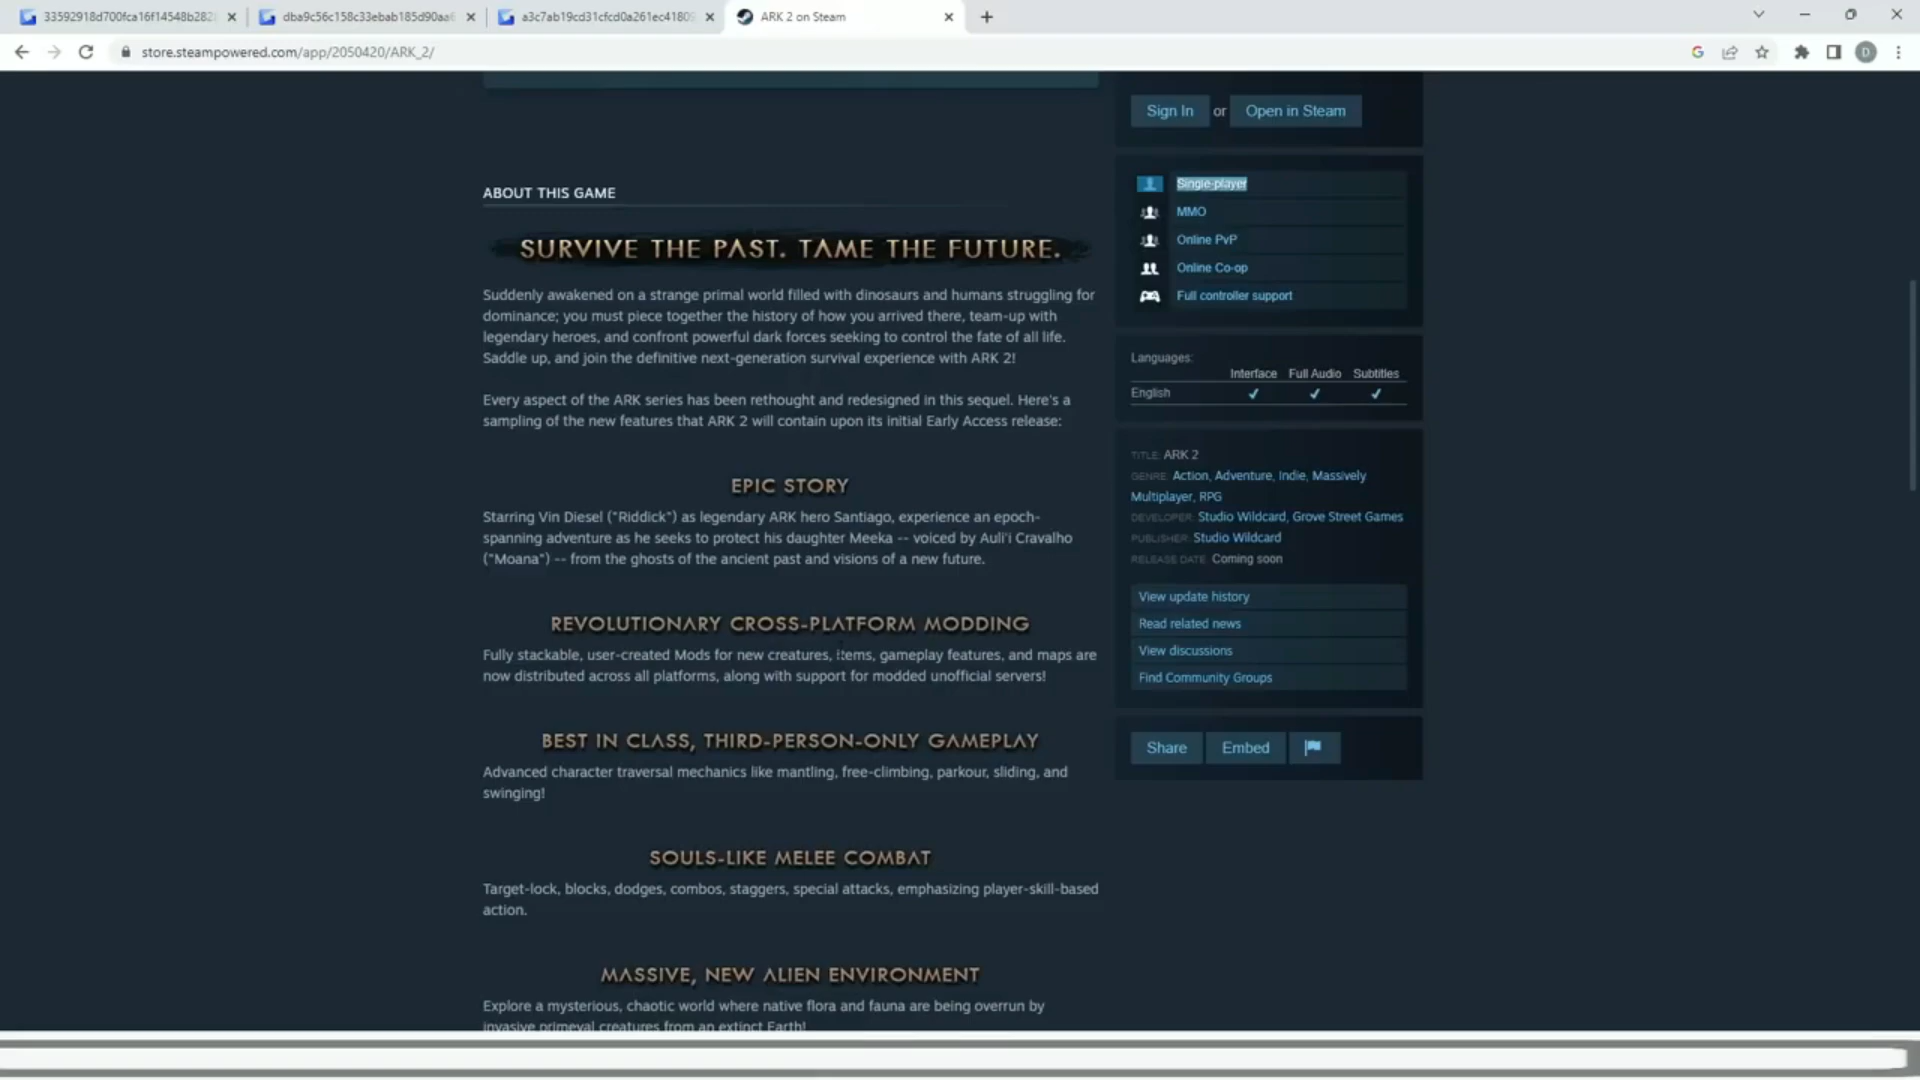 33592918d700fca16f14548b282
dba9c56c158c33ebab185d90aa6
a3c7ab19cd31cfcd0a261ec41809
ARK 2 on Steam
store.steampowered.com/app/2050420/ARK_2/
G
D
Sign In or Open in Steam
ABOUT THIS GAME
SURVIVE THE PAST. TAME THE FUTURE.
Suddenly awakened on a strange primal world filled with dinosaurs and humans struggling for
dominance; you must piece together the history of how you arrived there, team-up with
legendary heroes, and confront powerful dark forces seeking to control the fate of all life.
Saddle up, and join the definitive next-generation survival experience with ARK 2!
Every aspect of the ARK series has been rethought and redesigned in this sequel. Here's a
sampling of the new features that ARK 2 will contain upon its initial Early Access release:
EPIC STORY
Starring Vin Diesel ("Riddick") as legendary ARK hero Santiago, experience an epoch-
spanning adventure as he seeks to protect his daughter Meeka -- voiced by Auli'i Cravalho
("Moana") -- from the ghosts of the ancient past and visions of a new future.
REVOLUTIONARY CROSS-PLATFORM MODDING
Fully stackable, user-created Mods for new creatures, items, gameplay features, and maps are
now distributed across all platforms, along with support for modded unofficial servers!
BEST IN CLASS, THIRD-PERSON-ONLY GAMEPLAY
Advanced character traversal mechanics like mantling, free-climbing, parkour, sliding, and
swinging!
SOULS-LIKE MELEE COMBAT
Target-lock, blocks, dodges, combos, staggers, special attacks, emphasizing player-skill-based
action.
MASSIVE, NEW ALIEN ENVIRONMENT
Explore a mysterious, chaotic world where native flora and fauna are being overrun by
invasive primeval creatures from an extinct Earth!
Single-player
MMO
Online PvP
Online Co-op
Full controller support
Languages:
Interface Full Audio Subtitles
English ✓ ✓ ✓
TITLE: ARK 2
GENRE: Action, Adventure, Indie, Massively
Multiplayer, RPG
DEVELOPER: Studio Wildcard, Grove Street Games
PUBLISHER: Studio Wildcard
RELEASE DATE: Coming soon
View update history
Read related news
View discussions
Find Community Groups
Share Embed